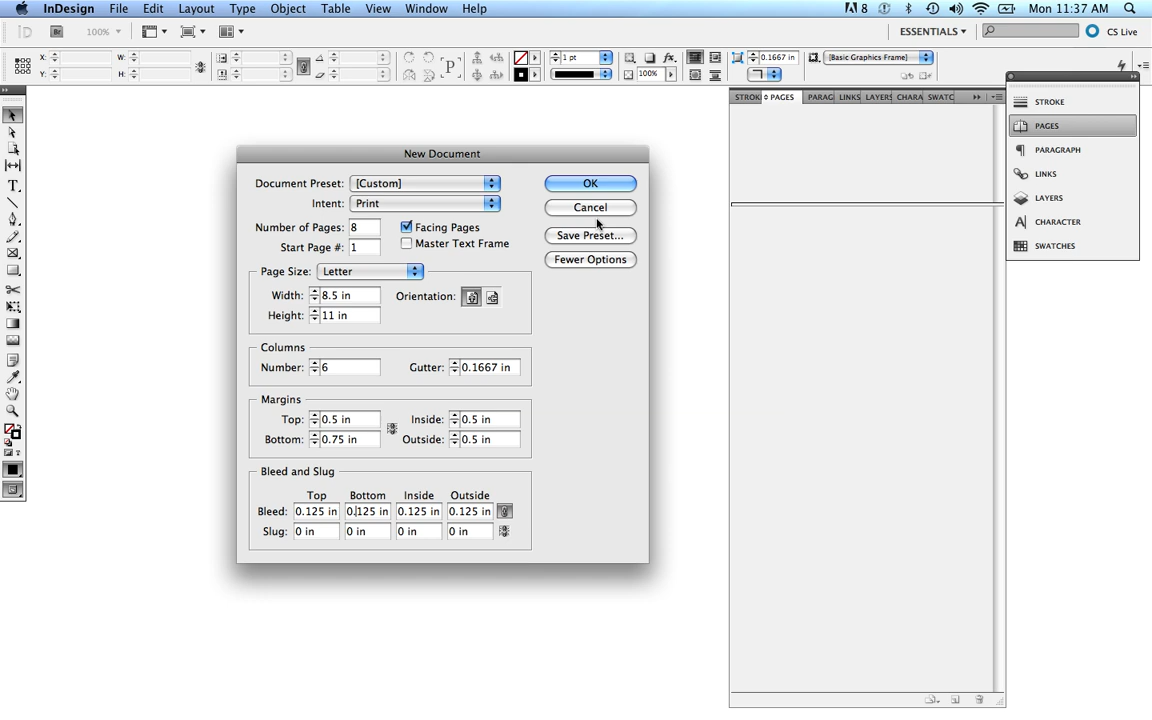 InDesign File Edit Layout Type Object Table View Window Help 8 Mon 11:37 AM
Br 100% ESSENTIALS CS Live
X: W: 1 pt 0.1667 in [Basic Graphics Frame]
Y: H: 100%
STROK PAGES PARAG LINKS LAYERS CHARA SWATC
STROKE
PAGES
PARAGRAPH
LINKS
LAYERS
CHARACTER
SWATCHES
New Document
Document Preset: [Custom] OK
Intent: Print Cancel
Number of Pages: 8 Facing Pages Save Preset...
Start Page #: 1 Master Text Frame Fewer Options
Page Size: Letter
Width: 8.5 in Orientation:
Height: 11 in
Columns
Number: 6 Gutter: 0.1667 in
Margins
Top: 0.5 in Inside: 0.5 in
Bottom: 0.75 in Outside: 0.5 in
Bleed and Slug
Top Bottom Inside Outside
Bleed: 0.125 in 0.125 in 0.125 in 0.125 in
Slug: 0 in 0 in 0 in 0 in